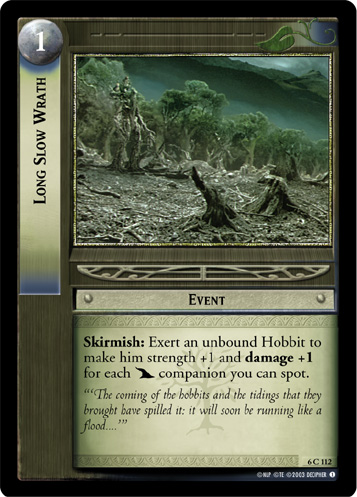 1
LONG SLOW WRATH
EVENT
Skirmish: Exert an unbound Hobbit to
make him strength +1 and damage +1
for each companion you can spot.
“‘The coming of the hobbits and the tidings that they
brought have spilled it: it will soon be running like a
flood....’”
6 C 112
©NLP ©/TE ©2003 DECIPHER 1